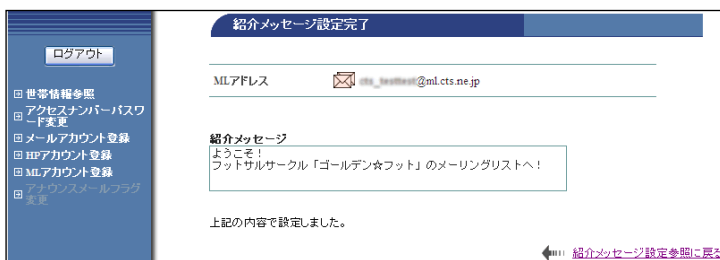 紹介メッセージ設定完了
ログアウト
MLアドレス
@ml.cts.ne.jp
世帯情報参照
アクセスナンバーパスワ
ード変更
メールアカウント登録
HPアカウント登録
MLアカウント登録
アナウンスメールフラグ
変更
紹介メッセージ
ようこそ！
フットサルサークル「ゴールデン☆フット」のメーリングリストへ！
上記の内容で設定しました。
紹介メッセージ設定参照に戻る